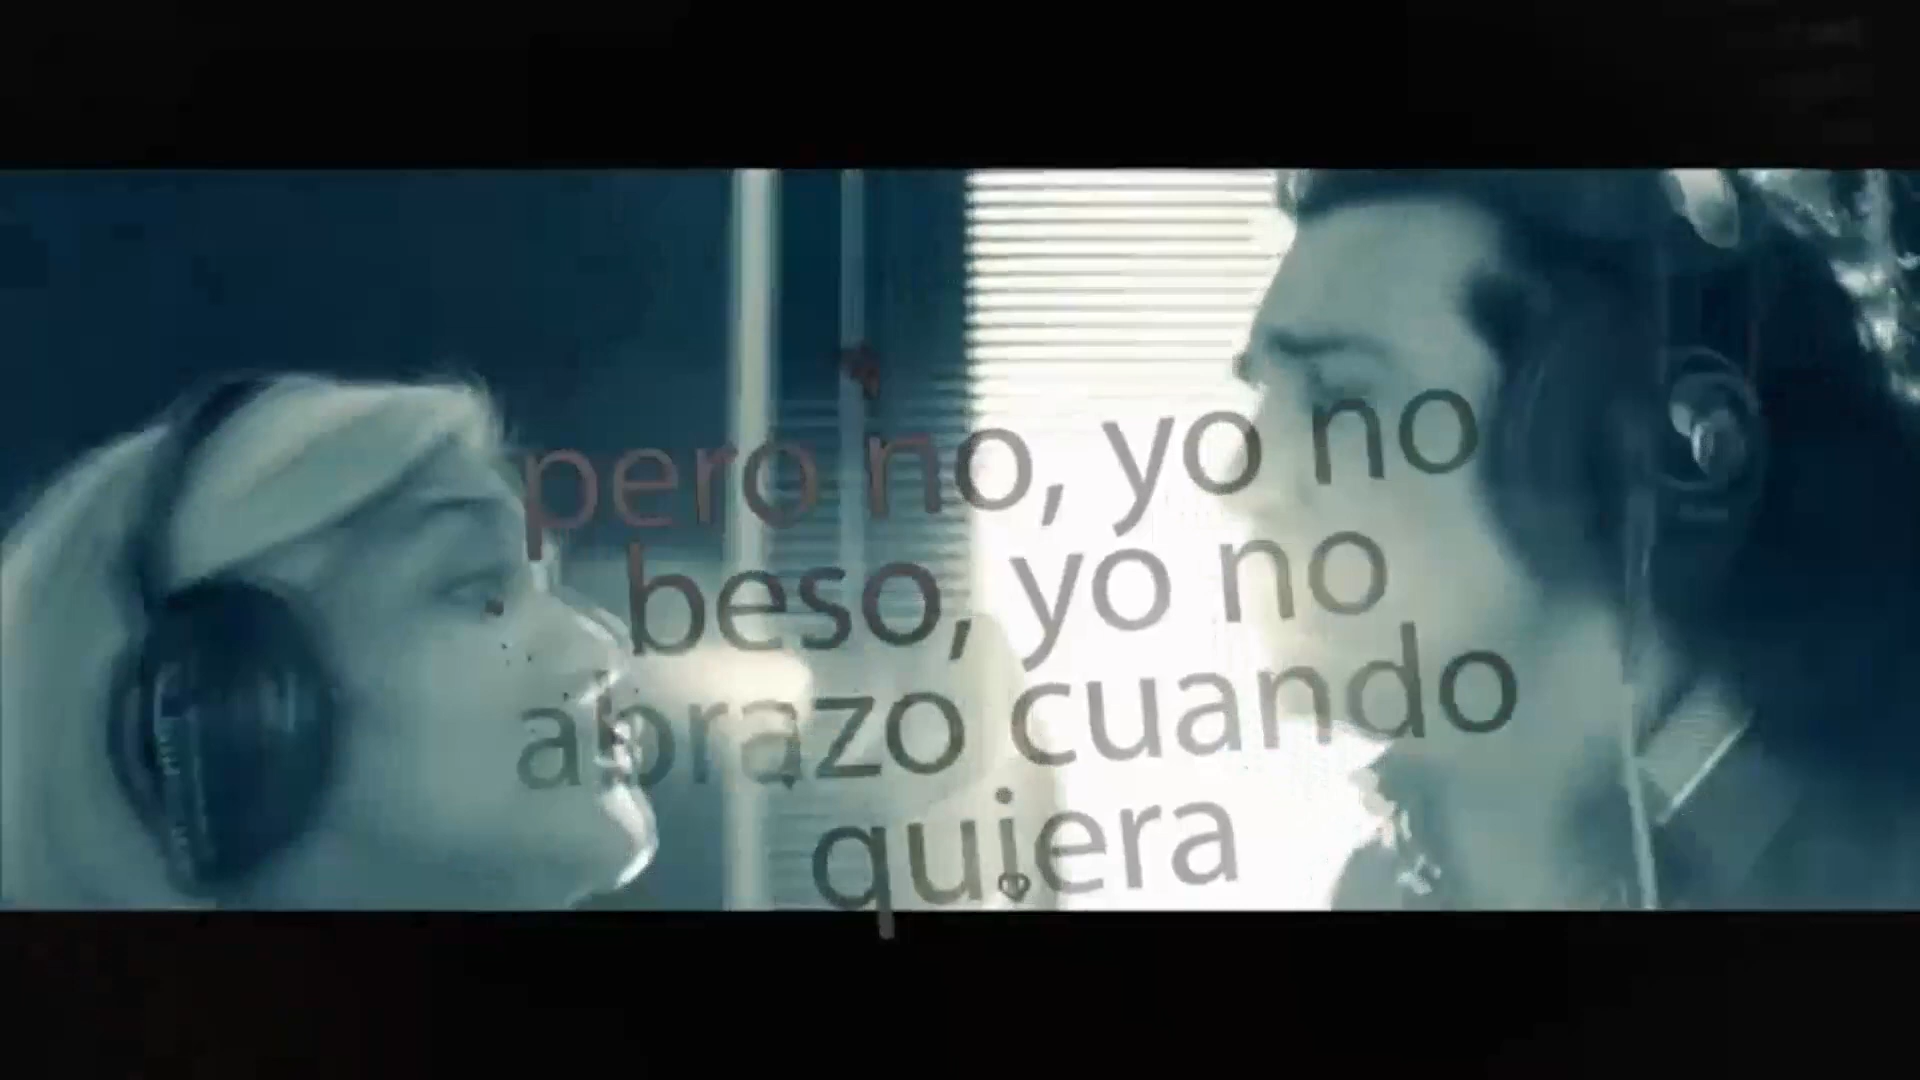 pero no, yo no
beso, yo no
abrazo cuando
quiera